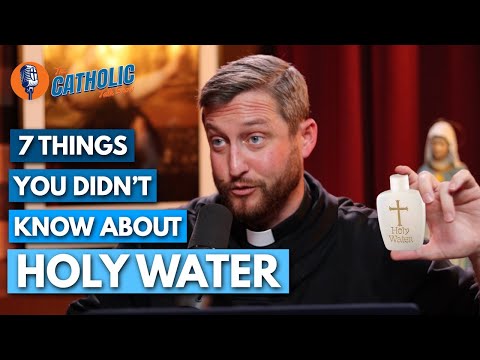 CATHOLIC
7 THINGS
YOU DIDN'T
KNOW ABOUT
HOLY WATER
Holy
Water